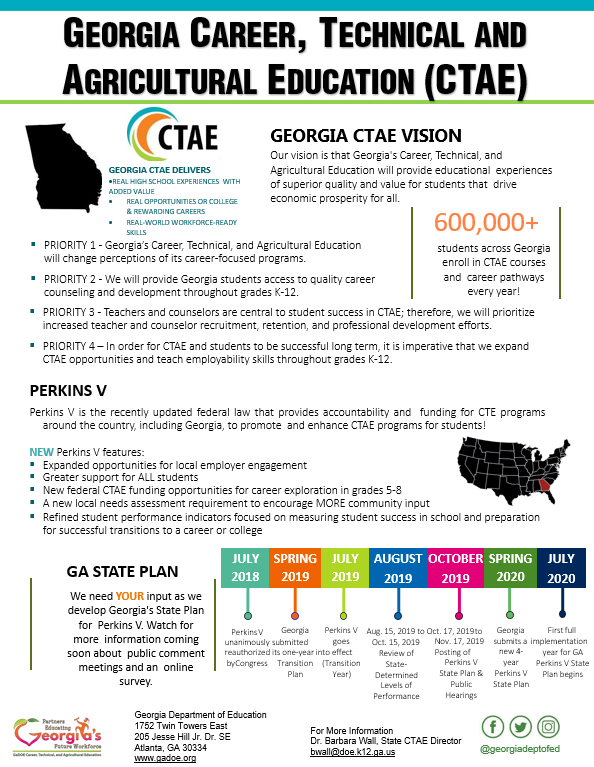 GEORGIA CAREER, TECHNICAL AND
AGRICULTURAL EDUCATION (CTAE)
CTAE
GEORGIA CTAE DELIVERS
•REAL HIGH SCHOOL EXPERIENCES WITH
ADDED VALUE
• REAL OPPORTUNITIES OR COLLEGE
& REWARDING CAREERS
• REAL-WORLD WORKFORCE-READY
SKILLS
GEORGIA CTAE VISION
Our vision is that Georgia's Career, Technical, and
Agricultural Education will provide educational experiences
of superior quality and value for students that drive
economic prosperity for all.
600,000+
students across Georgia
enroll in CTAE courses
and career pathways
every year!
▪ PRIORITY 1 - Georgia's Career, Technical, and Agricultural Education
will change perceptions of its career-focused programs.
▪ PRIORITY 2 - We will provide Georgia students access to quality career
counseling and development throughout grades K-12.
▪ PRIORITY 3 - Teachers and counselors are central to student success in CTAE; therefore, we will prioritize
increased teacher and counselor recruitment, retention, and professional development efforts.
▪ PRIORITY 4 – In order for CTAE and students to be successful long term, it is imperative that we expand
CTAE opportunities and teach employability skills throughout grades K-12.
PERKINS V
Perkins V is the recently updated federal law that provides accountability and funding for CTE programs
around the country, including Georgia, to promote and enhance CTAE programs for students!
NEW Perkins V features:
▪ Expanded opportunities for local employer engagement
▪ Greater support for ALL students
▪ New federal CTAE funding opportunities for career exploration in grades 5-8
▪ A new local needs assessment requirement to encourage MORE community input
▪ Refined student performance indicators focused on measuring student success in school and preparation
for successful transitions to a career or college
GA STATE PLAN
We need YOUR input as we
develop Georgia's State Plan
for Perkins V. Watch for
more information coming
soon about public comment
meetings and an online
survey.
JULY
2018
Perkins V
unanimously
reauthorized
byCongress
SPRING
2019
Georgia
submitted
its one-year
Transition
Plan
JULY
2019
Perkins V
goes
into effect
(Transition
Year)
AUGUST
2019
Aug. 15, 2019 to
Oct. 15, 2019
Review of
State-
Determined
Levels of
Performance
OCTOBER
2019
Oct. 17, 2019to
Nov. 17, 2019
Posting of
Perkins V
State Plan &
Public
Hearings
SPRING
2020
Georgia
submits a
new 4-
year
Perkins V
State Plan
JULY
2020
First full
implementation
year for GA
Perkins V State
Plan begins
Partners
Educating
Georgia's
Future Workforce
GaDOE Career, Technical, and Agricultural Education
Georgia Department of Education
1752 Twin Towers East
205 Jesse Hill Jr. Dr. SE
Atlanta, GA 30334
www.gadoe.org
For More Information
Dr. Barbara Wall, State CTAE Director
bwall@doe.k12.ga.us
@georgiadeptofed